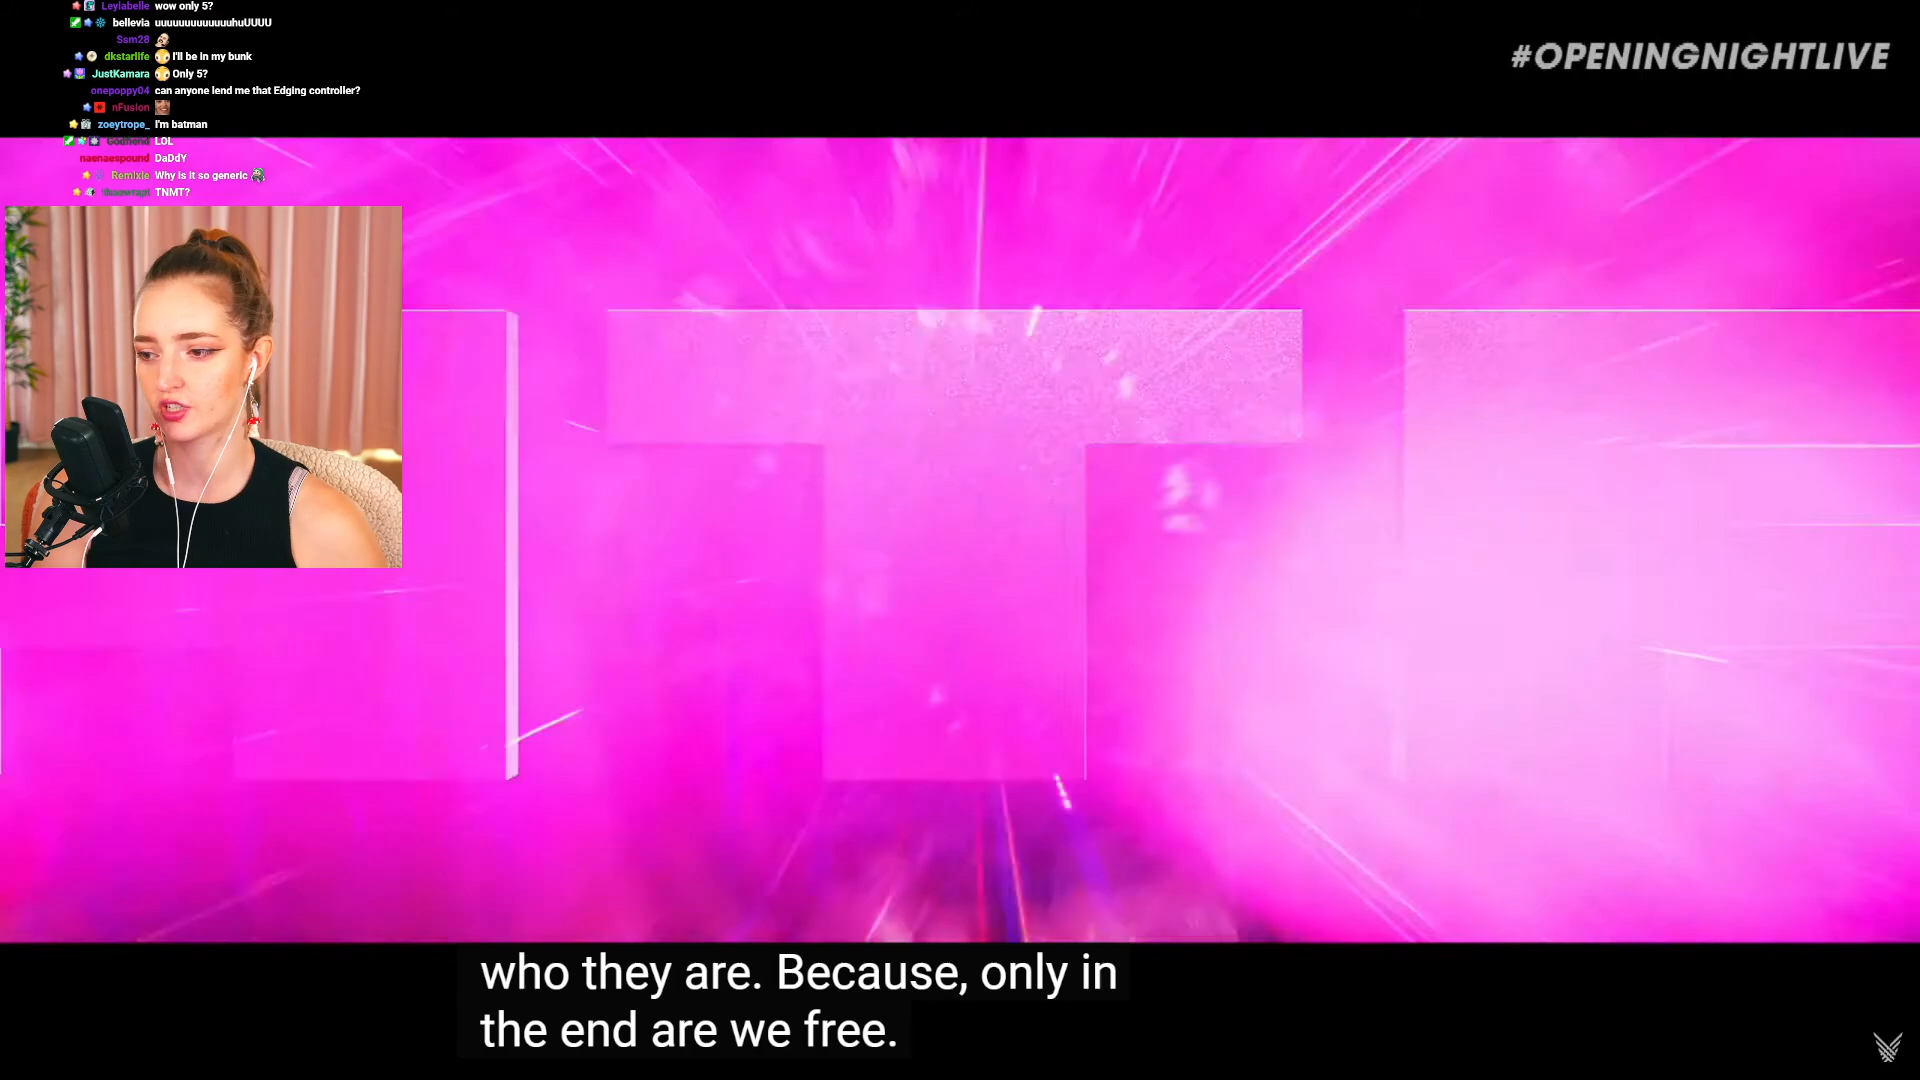 Leylabelle wow only 5?
bellevia uuuuuuuuuuuuuhuUUUU
Ssm28
dkstarlife I'll be in my bunk
JustKamara Only 5?
onepoppy04 can anyone lend me that Edging controller?
nFusion
zoeytrope_ I'm batman
LOL
naenaespound DaDdY
Remixle Why is it so generic
TNMT?
#OPENINGNIGHTLIVE
T
who they are. Because, only in
the end are we free.